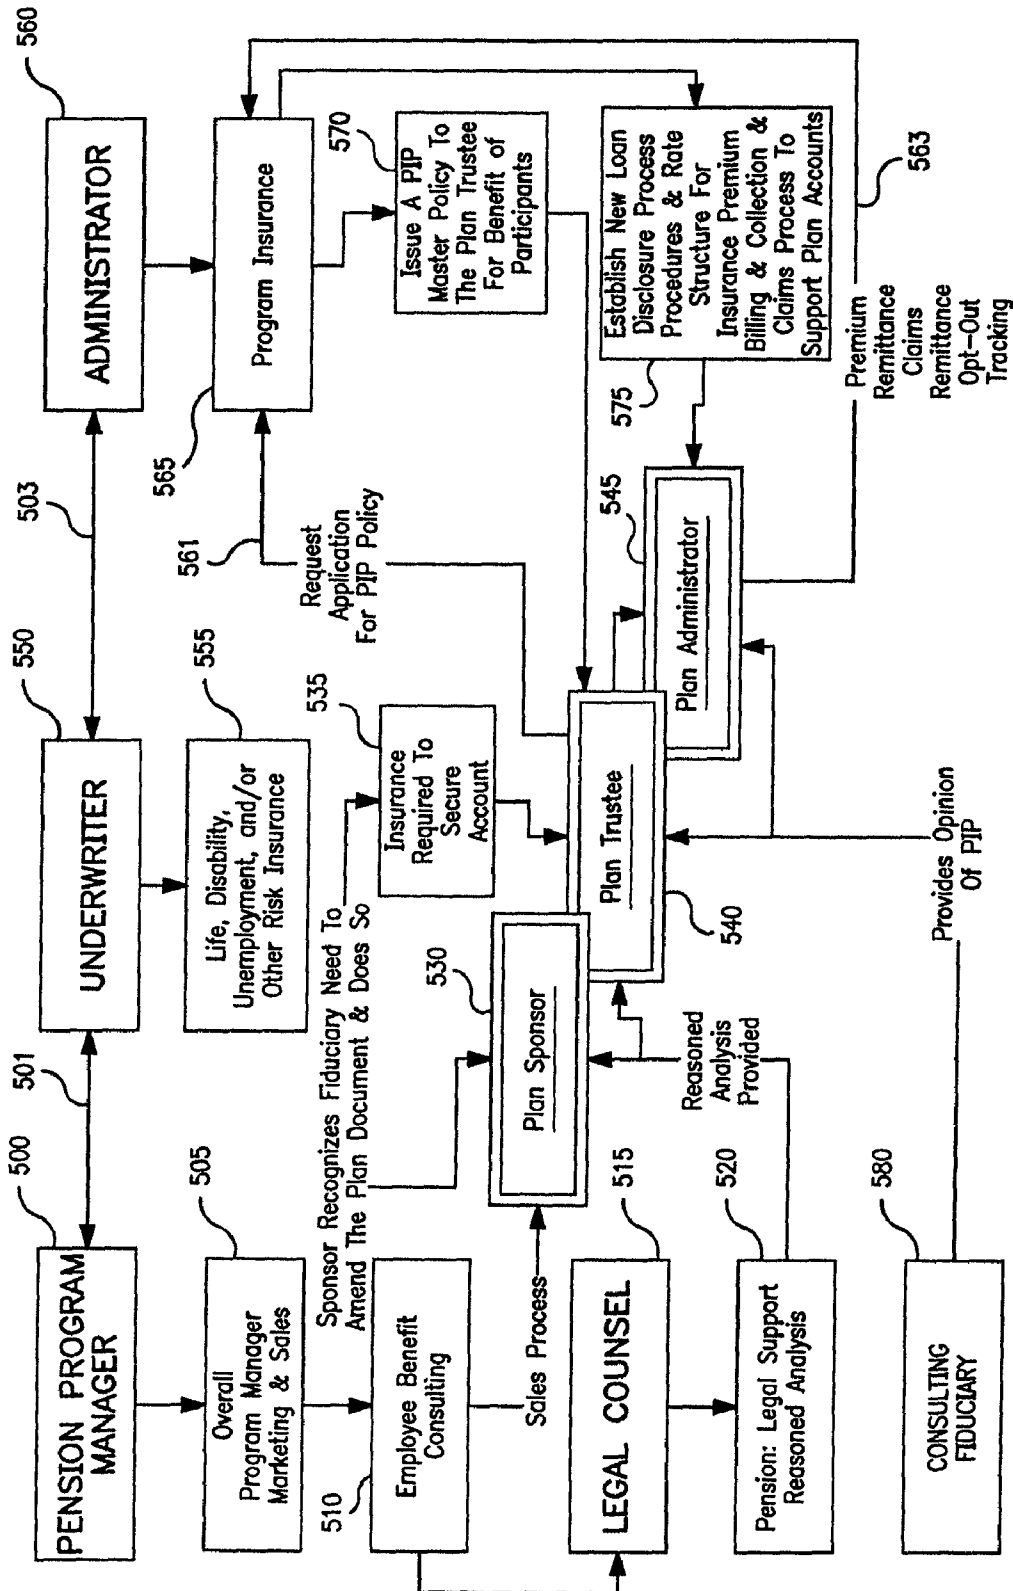 500
PENSION PROGRAM
MANAGER
501
550
UNDERWRITER
503
560
ADMINISTRATOR
505
Overall
Program Manager
Marketing & Sales
555
Life, Disability,
Unemployment, and/or
Other Risk Insurance
565
Program Insurance
561
Request
Application
For PIP Policy
Sponsor Recognizes Fiduciary Need To
Amend The Plan Document & Does So
510
Employee Benefit
Consulting
535
Insurance
Required To
Secure
Account
570
Issue A PIP
Master Policy To
The Plan Trustee
For Benefit of
Participants
Sales Process
530
Plan Sponsor
Plan Trustee
540
545
Plan Administrator
575
Establish New Loan
Disclosure Process
Procedures & Rate
Structure For
Insurance Premium
Billing & Collection &
Claims Process To
Support Plan Accounts
515
LEGAL COUNSEL
Reasoned
Analysis
Provided
520
Pension: Legal Support
Reasoned Analysis
563
Premium
Remittance
Claims
Remittance
Opt-Out
Tracking
580
CONSULTING
FIDUCIARY
Provides Opinion
Of PIP